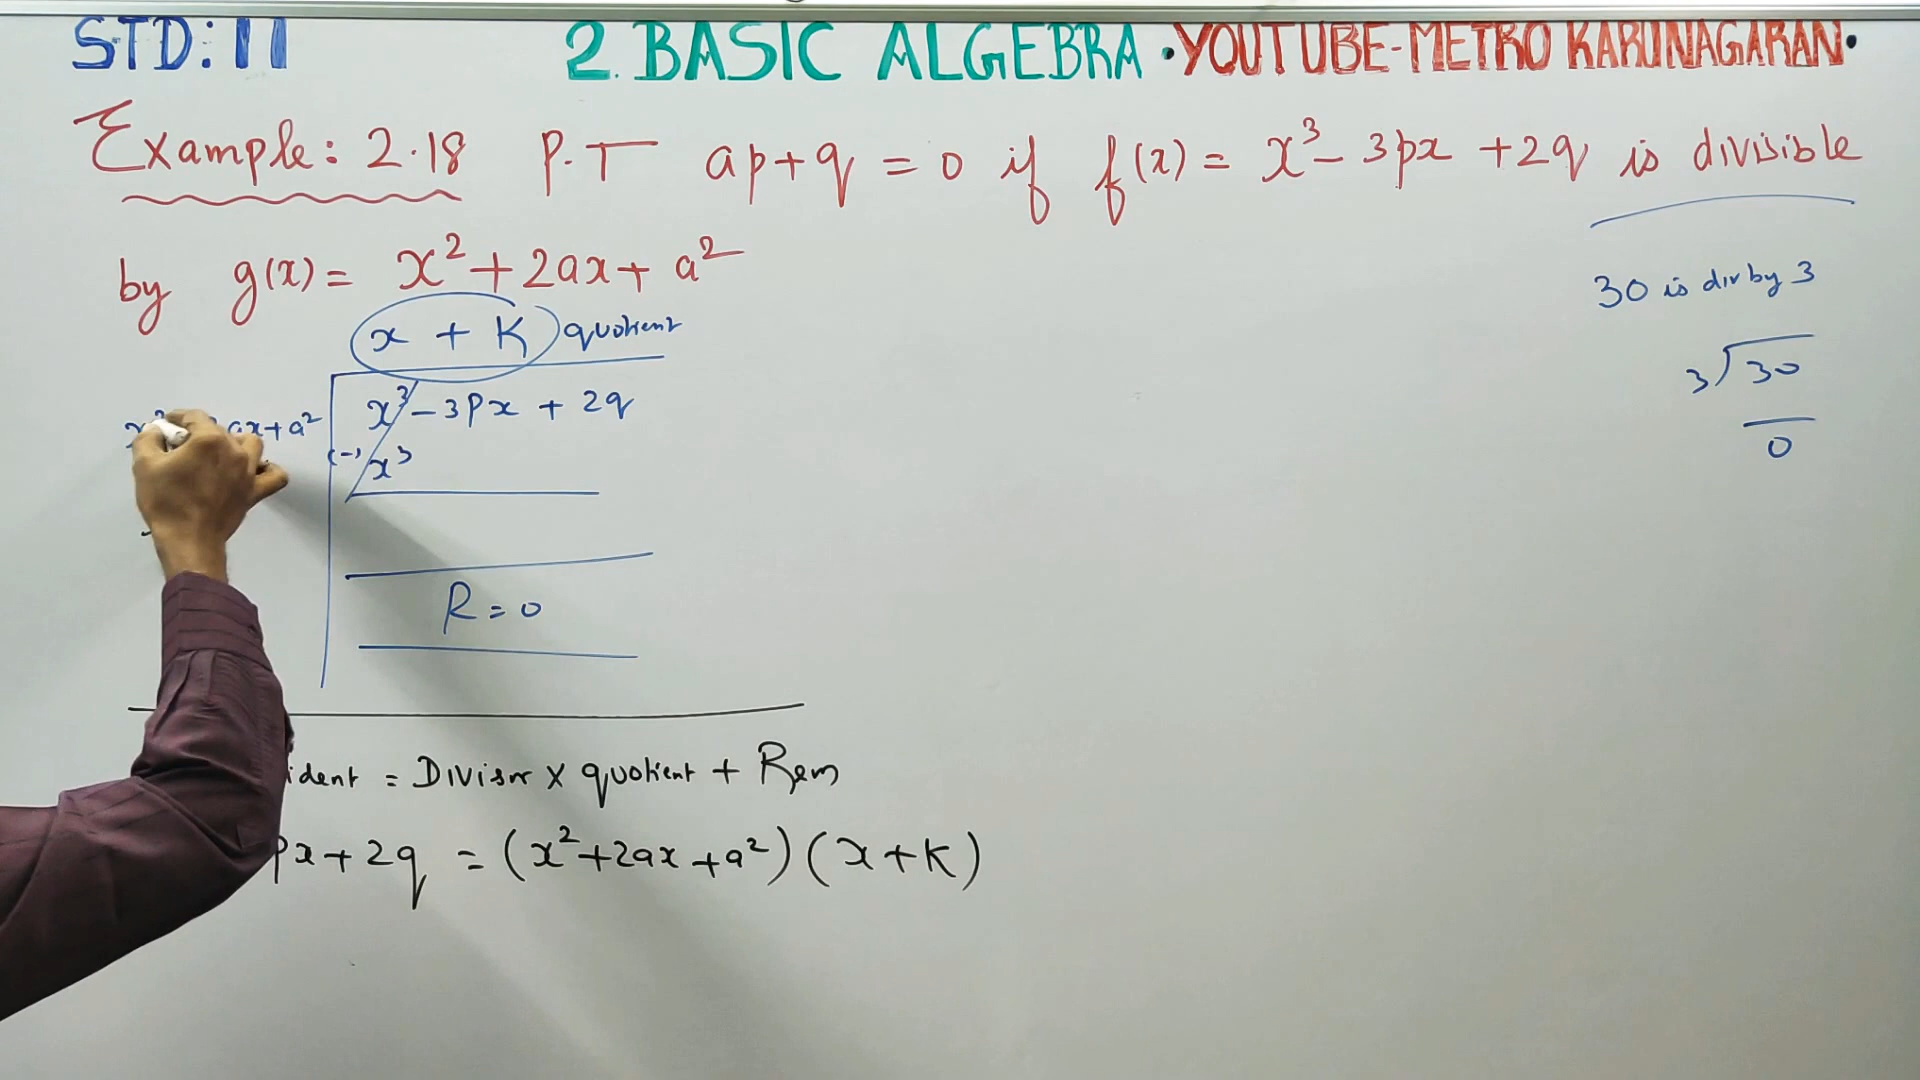 STD: 11 2. BASIC ALGEBRA • YOUTUBE-METRO KARUNAGARAN •
Example: 2.18 P.T ap+q = 0 if f(x) = x³ - 3px + 2q is divisible
by g(x) = x² + 2ax + a²
30 is div by 3
x + K quotient
3 30
ax + a² x³ - 3px + 2q
(-) x³
0
R = 0
ident = Divisor x quotient + Rem
px + 2q = (x² + 2ax + a²) (x + K)